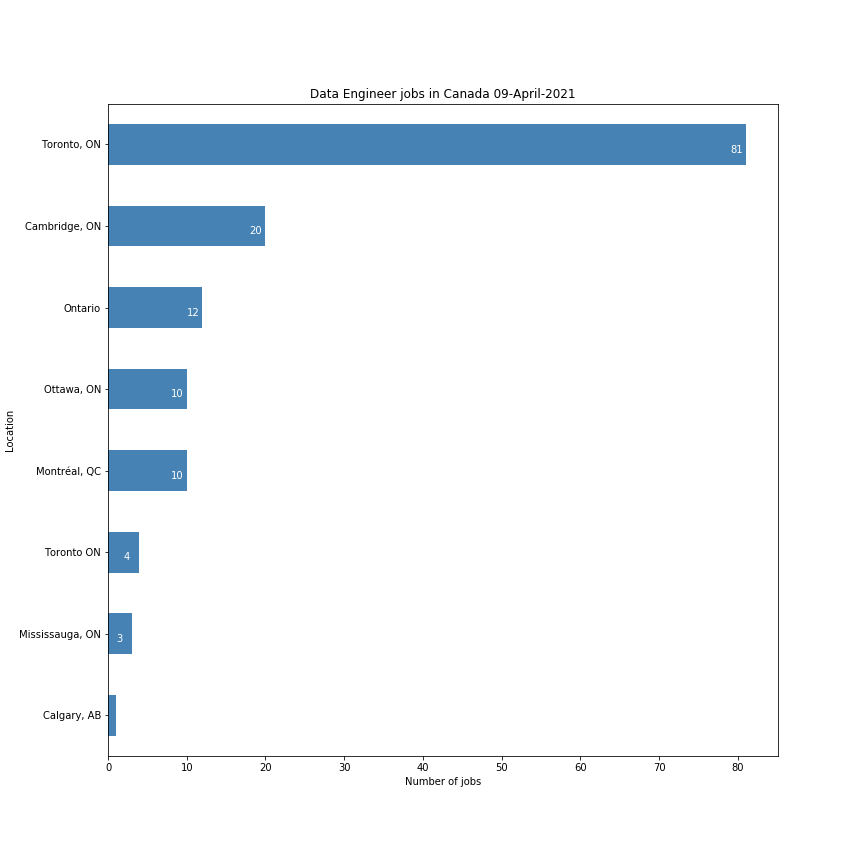 Data Engineer jobs in Canada 09-April-2021
Toronto, ON
81
Cambridge, ON
20
Ontario
12
Ottawa, ON
10
Montréal, QC
10
Toronto ON
4
Mississauga, ON
3
Calgary, AB
Location
0 10 20 30 40 50 60 70 80
Number of jobs